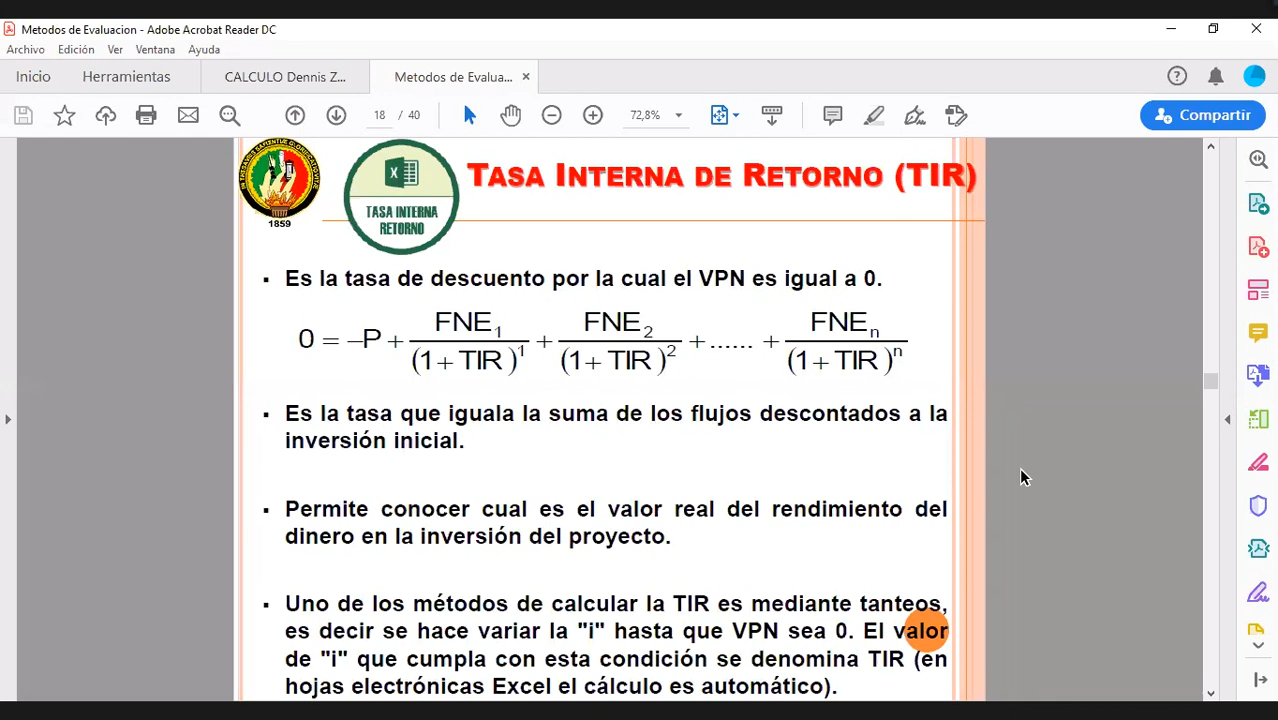 Metodos de Evaluacion - Adobe Acrobat Reader DC
Archivo Edición Ver Ventana Ayuda
Inicio Herramientas CALCULO Dennis Z... Metodos de Evalua... ×
18 / 40 72,8% Compartir
TASA INTERNA DE RETORNO (TIR)
X
TASA INTERNA
RETORNO
1859
▪ Es la tasa de descuento por la cual el VPN es igual a 0.
0 = −P + FNE₁/(1+ TIR )¹ + FNE₂/(1+ TIR )² + ...... + FNEₙ/(1+ TIR )ⁿ
▪ Es la tasa que iguala la suma de los flujos descontados a la
inversión inicial.
▪ Permite conocer cual es el valor real del rendimiento del
dinero en la inversión del proyecto.
▪ Uno de los métodos de calcular la TIR es mediante tanteos,
es decir se hace variar la "i" hasta que VPN sea 0. El valor
de "i" que cumpla con esta condición se denomina TIR (en
hojas electrónicas Excel el cálculo es automático).